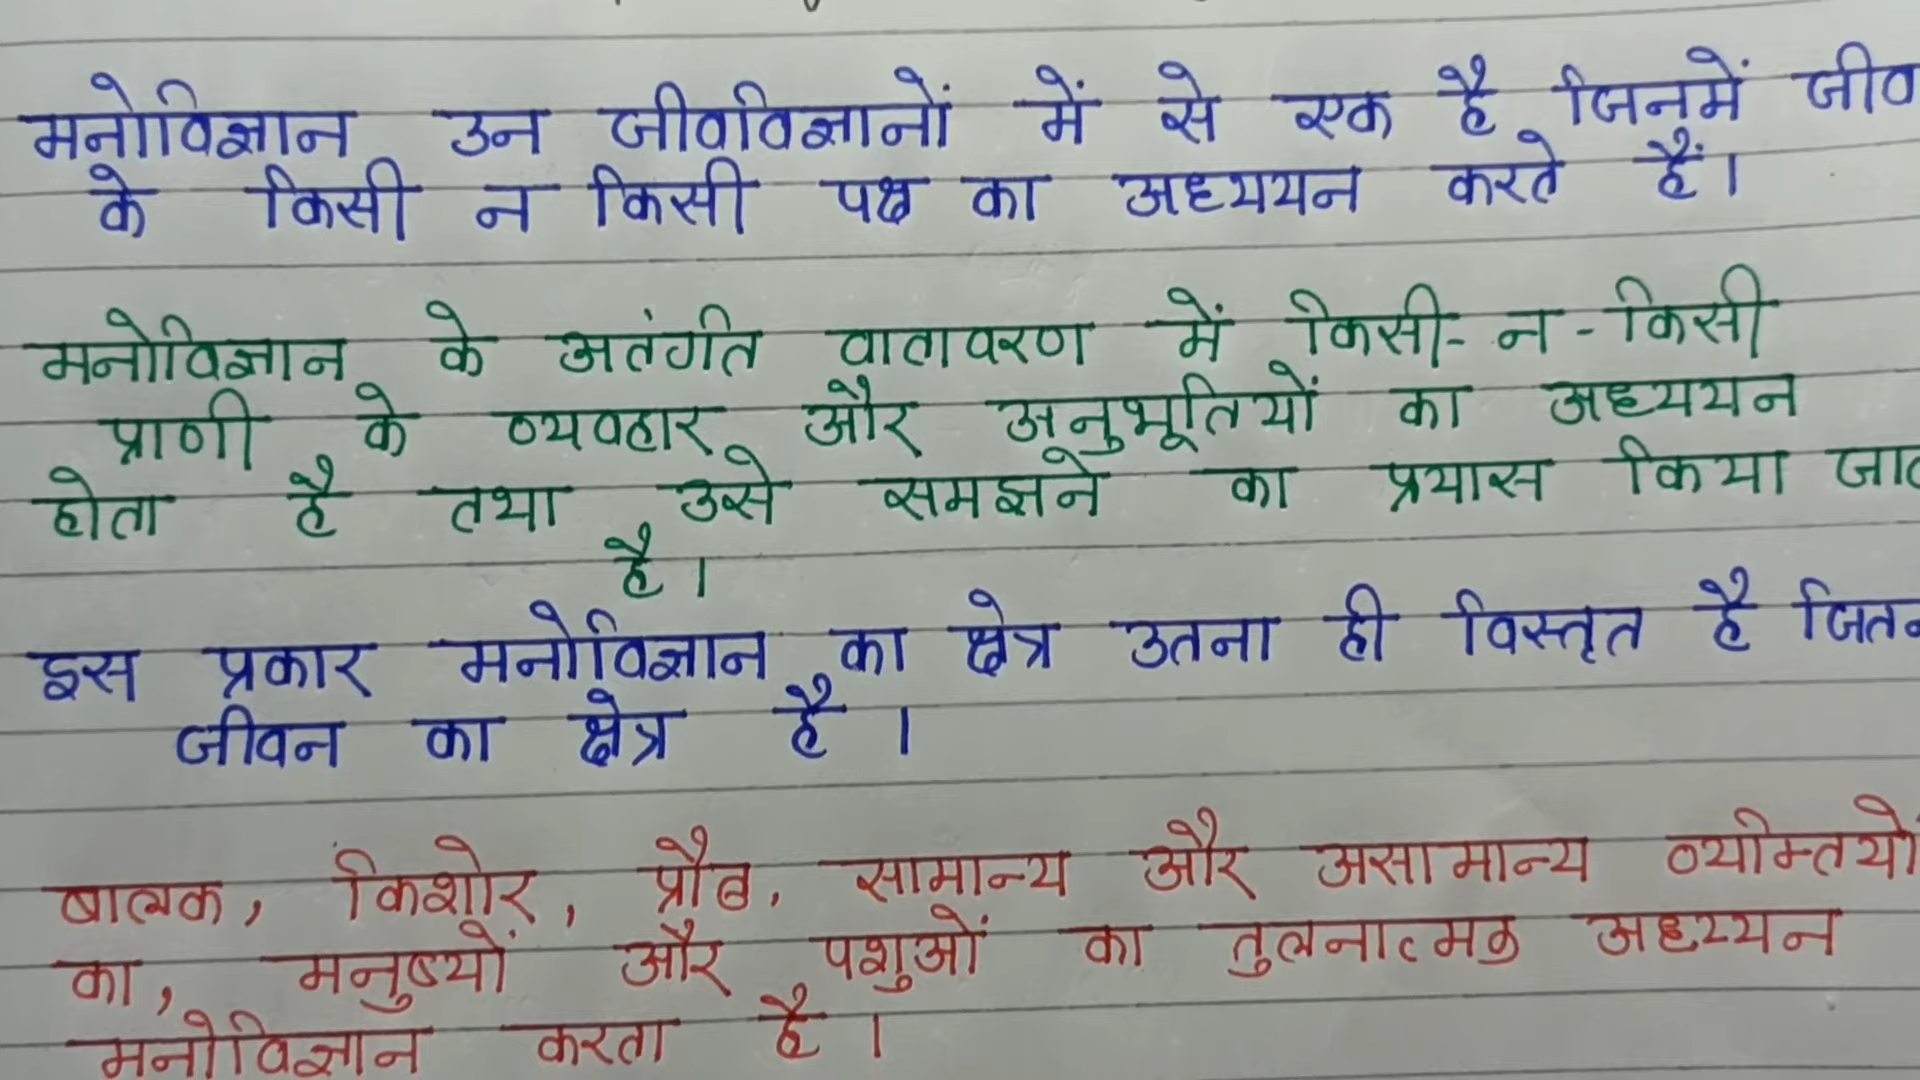 मनोविज्ञान उन जीवविज्ञानों में से एक है जिनमें जीव
के किसी न किसी पक्ष का अध्ययन करते हैं।
मनोविज्ञान के अतंर्गत वातावरण में किसी-न-किसी
प्राणी के व्यवहार और अनुभूतियों का अध्ययन
होता है तथा उसे समझने का प्रयास किया
है।
इस प्रकार मनोविज्ञान का क्षेत्र उतना ही विस्तृत है
जीवन का क्षेत्र है।
बालक, किशोर, प्रौढ, सामान्य और असामान्य व्यक्तियों
का, मनुष्यों और पशुओं का तुलनात्मक अध्ययन
मनोविज्ञान करता है।